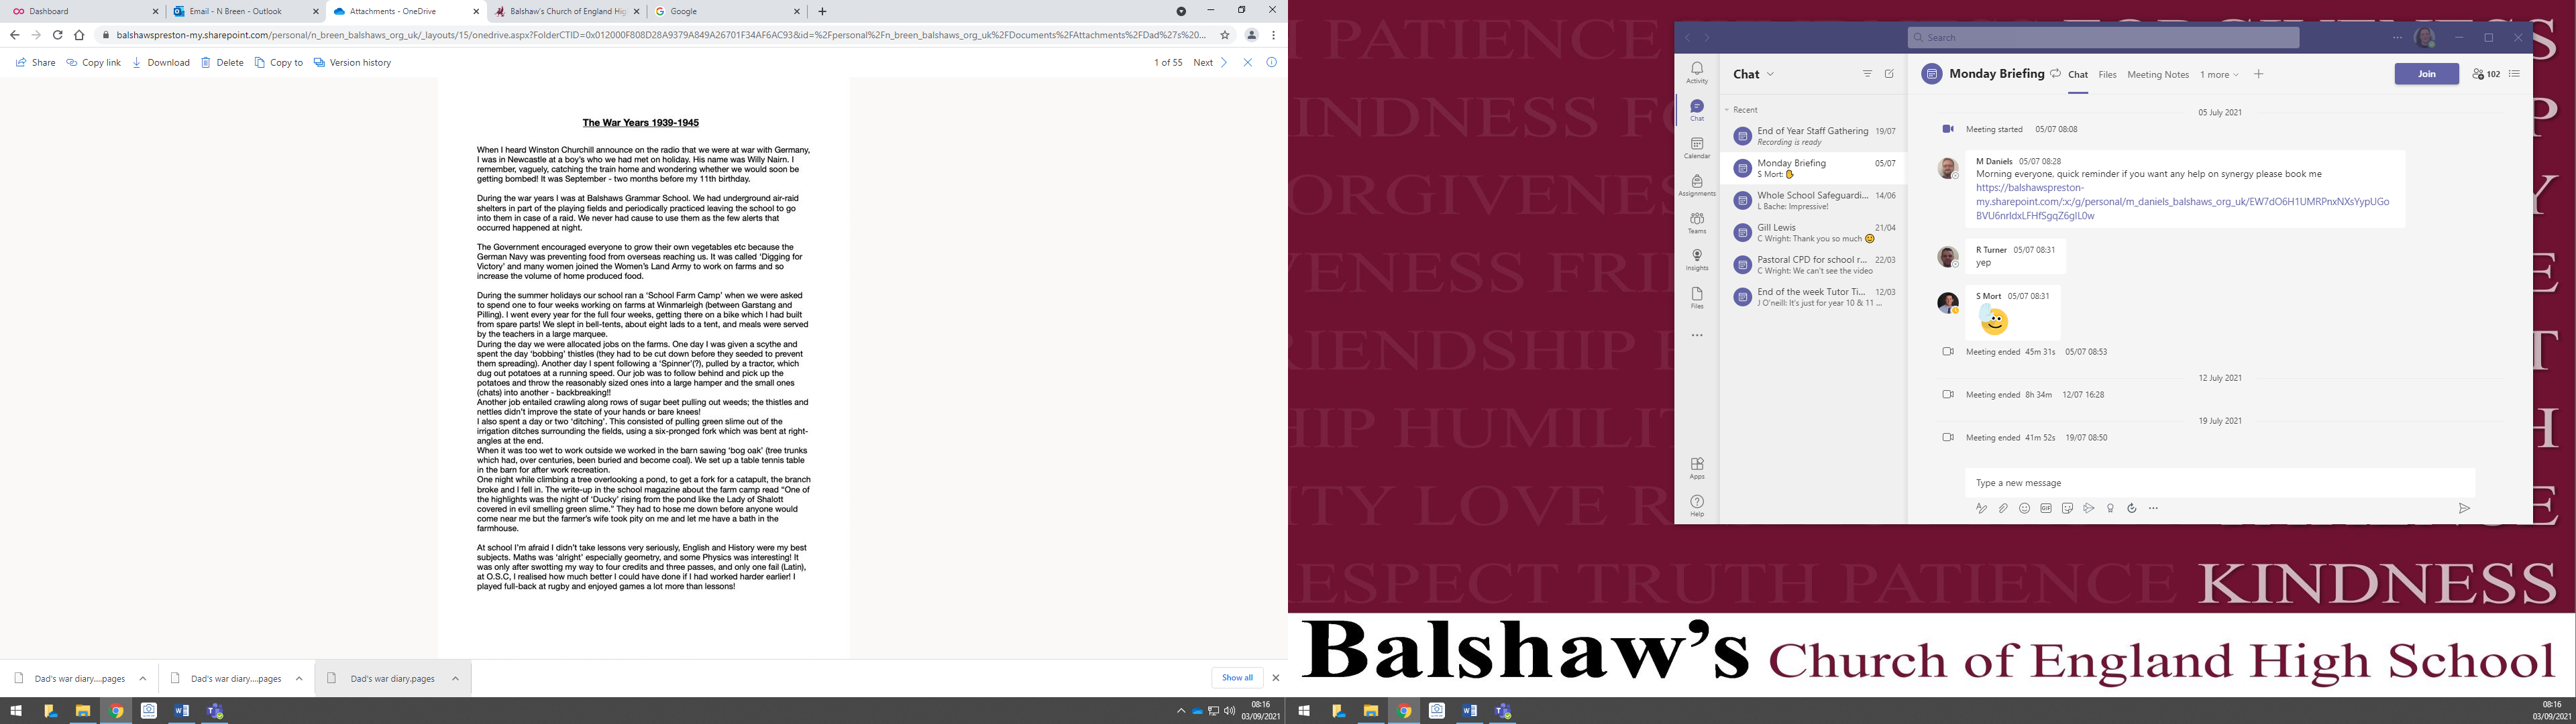 Dashboard
Email - N Breen - Outlook
Attachments - OneDrive
Balshaw's Church of England Hig
Google
balshawspreston-my.sharepoint.com/personal/n_breen_balshaws_org_uk/_layouts/15/onedrive.aspx?FolderCTID=0x012000F808D28A9379A849A26701F34AF6AC93&id=%2Fpersonal%2Fn_breen_balshaws_org_uk%2FDocuments%2FAttachments%2FDad%27s%20...
Share Copy link Download Delete Copy to Version history 1 of 55 Next
The War Years 1939-1945
When I heard Winston Churchill announce on the radio that we were at war with Germany,
I was in Newcastle at a boy's who we had met on holiday. His name was Willy Nairn. I
remember, vaguely, catching the train home and wondering whether we would soon be
getting bombed! It was September - two months before my 11th birthday.
During the war years I was at Balshaws Grammar School. We had underground air-raid
shelters in part of the playing fields and periodically practiced leaving the school to go
into them in case of a raid. We never had cause to use them as the few alerts that
occurred happened at night.
The Government encouraged everyone to grow their own vegetables etc because the
German Navy was preventing food from overseas reaching us. It was called 'Digging for
Victory' and many women joined the Women's Land Army to work on farms and so
increase the volume of home produced food.
During the summer holidays our school ran a 'School Farm Camp' when we were asked
to spend one to four weeks working on farms at Winmarleigh (between Garstang and
Pilling). I went every year for the full four weeks, getting there on a bike which I had built
from spare parts! We slept in bell-tents, about eight lads to a tent, and meals were served
by the teachers in a large marquee.
During the day we were allocated jobs on the farms. One day I was given a scythe and
spent the day 'bobbing' thistles (they had to be cut down before they seeded to prevent
them spreading). Another day I spent following a 'Spinner'(?), pulled by a tractor, which
dug out potatoes at a running speed. Our job was to follow behind and pick up the
potatoes and throw the reasonably sized ones into a large hamper and the small ones
(chats) into another - backbreaking!!
Another job entailed crawling along rows of sugar beet pulling out weeds; the thistles and
nettles didn't improve the state of your hands or bare knees!
I also spent a day or two 'ditching'. This consisted of pulling green slime out of the
irrigation ditches surrounding the fields, using a six-pronged fork which was bent at right-
angles at the end.
When it was too wet to work outside we worked in the barn sawing 'bog oak' (tree trunks
which had, over centuries, been buried and become coal). We set up a table tennis table
in the barn for after work recreation.
One night while climbing a tree overlooking a pond, to get a fork for a catapult, the branch
broke and I fell in. The write-up in the school magazine about the farm camp read "One of
the highlights was the night of 'Ducky' rising from the pond like the Lady of Shalott
covered in evil smelling green slime." They had to hose me down before anyone would
come near me but the farmer's wife took pity on me and let me have a bath in the
farmhouse.
At school I'm afraid I didn't take lessons very seriously, English and History were my best
subjects. Maths was 'alright' especially geometry, and some Physics was interesting! It
was only after swotting my way to four credits and three passes, and only one fail (Latin),
at O.S.C, I realised how much better I could have done if I had worked harder earlier! I
played full-back at rugby and enjoyed games a lot more than lessons!
Dad's war diary....pages
Dad's war diary....pages
Dad's war diary.pages
Show all
08:16
03/09/2021
PATIENCE
KINDNESS
ORGIVENES
ENESS FRI
RIENDSHIP
HIP HUMILIT
ITY LOVE R
ESPECT TRUTH PATIENCE KINDNESS
Balshaw's Church of England High School
Search
Activity
Chat
Calendar
Assignments
Teams
Insights
Files
Apps
Help
Chat
Recent
End of Year Staff Gathering 19/07
Recording is ready
Monday Briefing 05/07
S Mort:
Whole School Safeguardi... 14/06
L Bache: Impressive!
Gill Lewis 21/04
C Wright: Thank you so much
Pastoral CPD for school r... 22/03
C Wright: We can't see the video
End of the week Tutor Ti... 12/03
J O'neill: It's just for year 10 & 11 ...
Monday Briefing Chat Files Meeting Notes 1 more Join 102
05 July 2021
Meeting started 05/07 08:08
M Daniels 05/07 08:28
Morning everyone, quick reminder if you want any help on synergy please book me
https://balshawspreston-
my.sharepoint.com/:x:/g/personal/m_daniels_balshaws_org_uk/EW7dO6H1UMRPnxNXsYypUGo
BVU6nrldxLFHfSgqZ6glL0w
R Turner 05/07 08:31
yep
S Mort 05/07 08:31
Meeting ended 45m 31s 05/07 08:53
12 July 2021
Meeting ended 8h 34m 12/07 16:28
19 July 2021
Meeting ended 41m 52s 19/07 08:50
Type a new message
GIF
08:16
03/09/2021